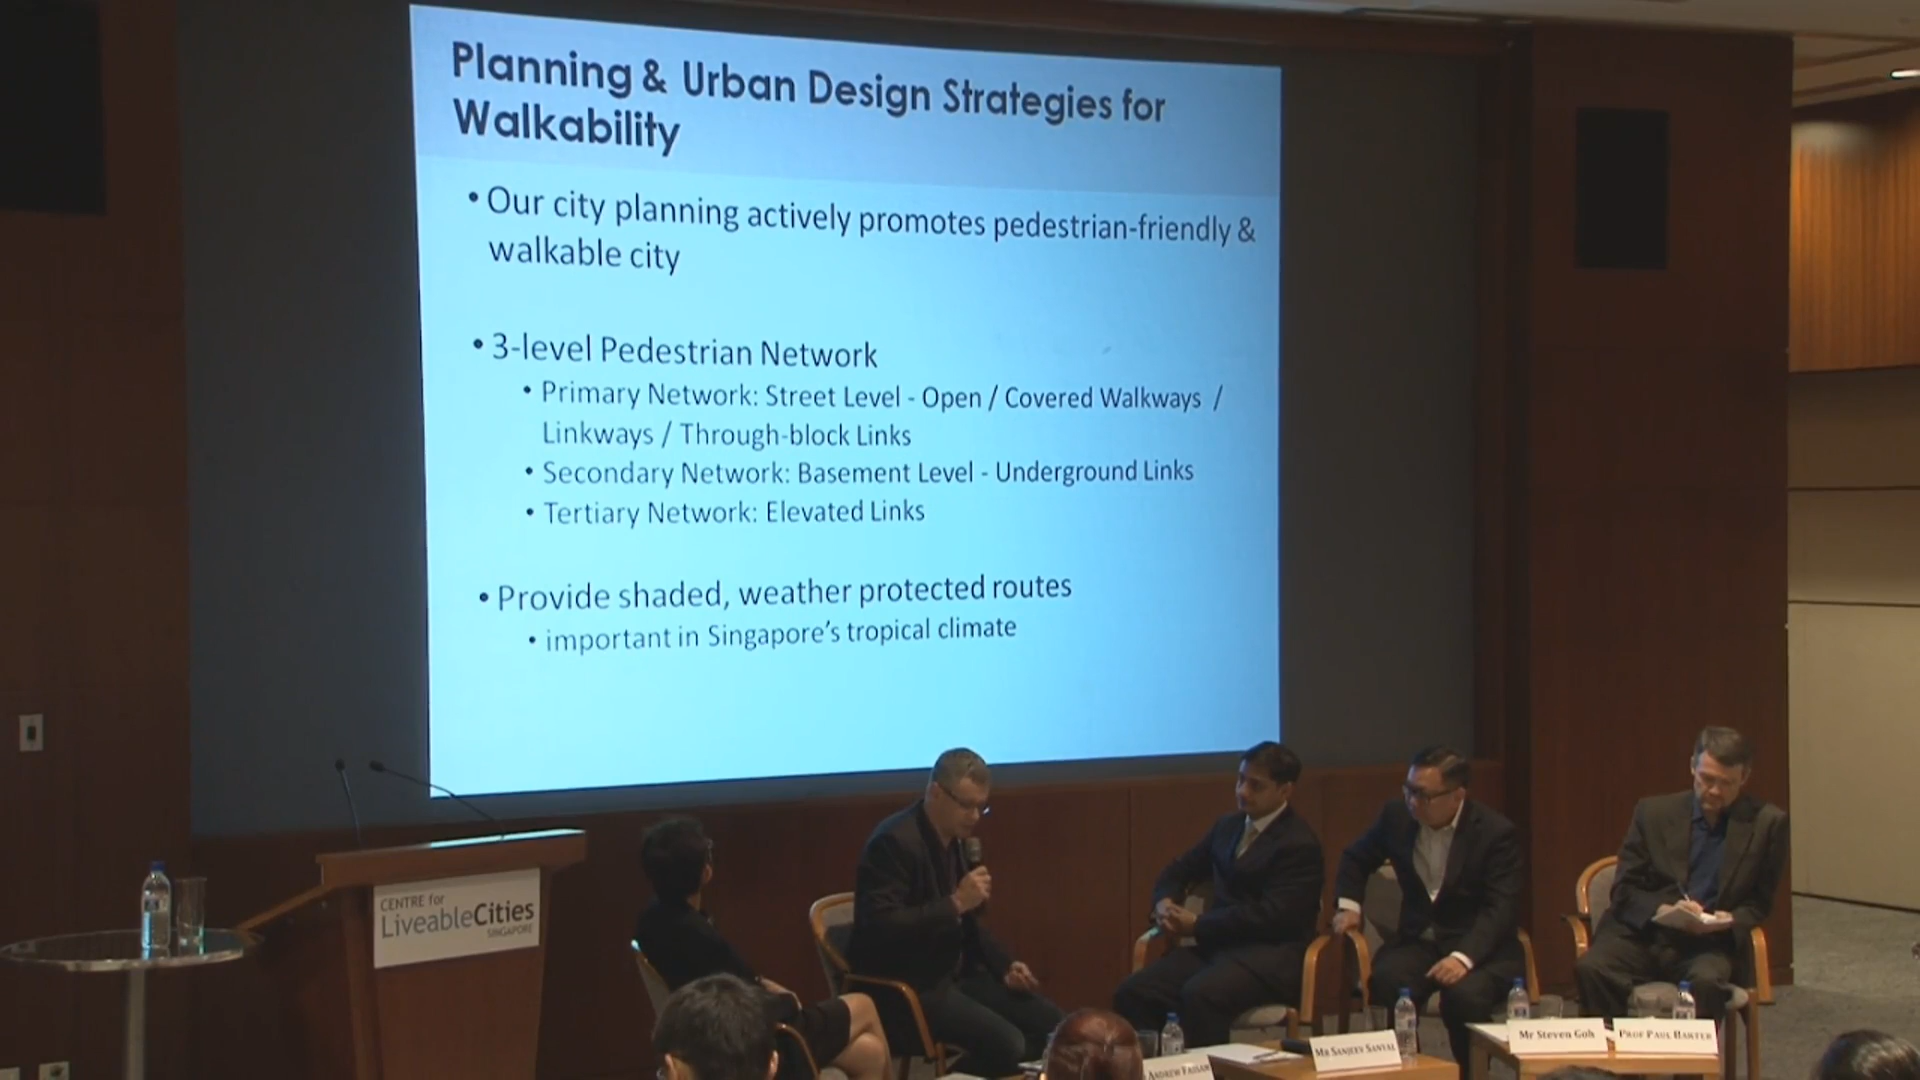 Planning & Urban Design Strategies for
Walkability
• Our city planning actively promotes pedestrian-friendly &
walkable city
• 3-level Pedestrian Network
• Primary Network: Street Level - Open / Covered Walkways /
Linkways / Through-block Links
• Secondary Network: Basement Level - Underground Links
• Tertiary Network: Elevated Links
• Provide shaded, weather protected routes
• important in Singapore's tropical climate
CENTRE for
LiveableCities
SINGAPORE
ANDREW
MR SANJEEV SANYAL
Mr Steven Goh
PROF PAUL BARTER